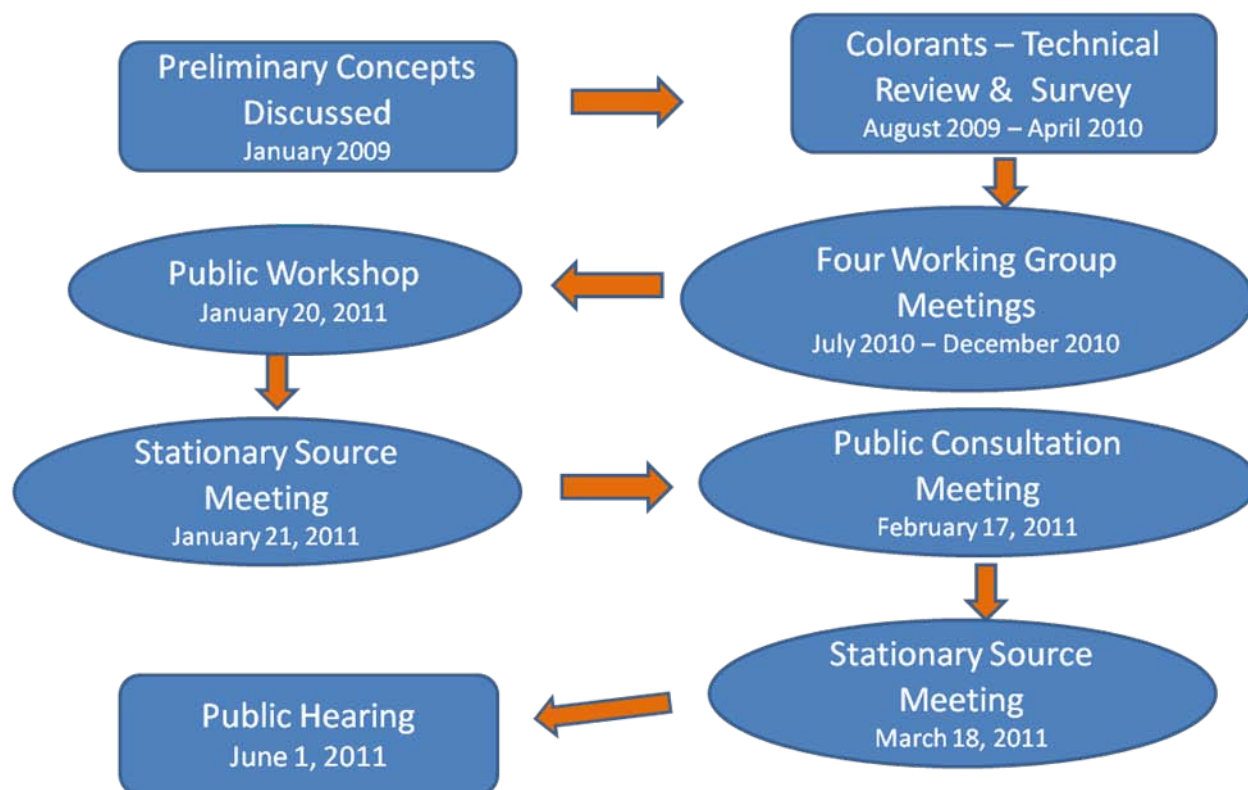 Preliminary Concepts
Discussed
January 2009
Colorants – Technical
Review & Survey
August 2009 – April 2010
Four Working Group
Meetings
July 2010 – December 2010
Public Workshop
January 20, 2011
Stationary Source
Meeting
January 21, 2011
Public Consultation
Meeting
February 17, 2011
Stationary Source
Meeting
March 18, 2011
Public Hearing
June 1, 2011